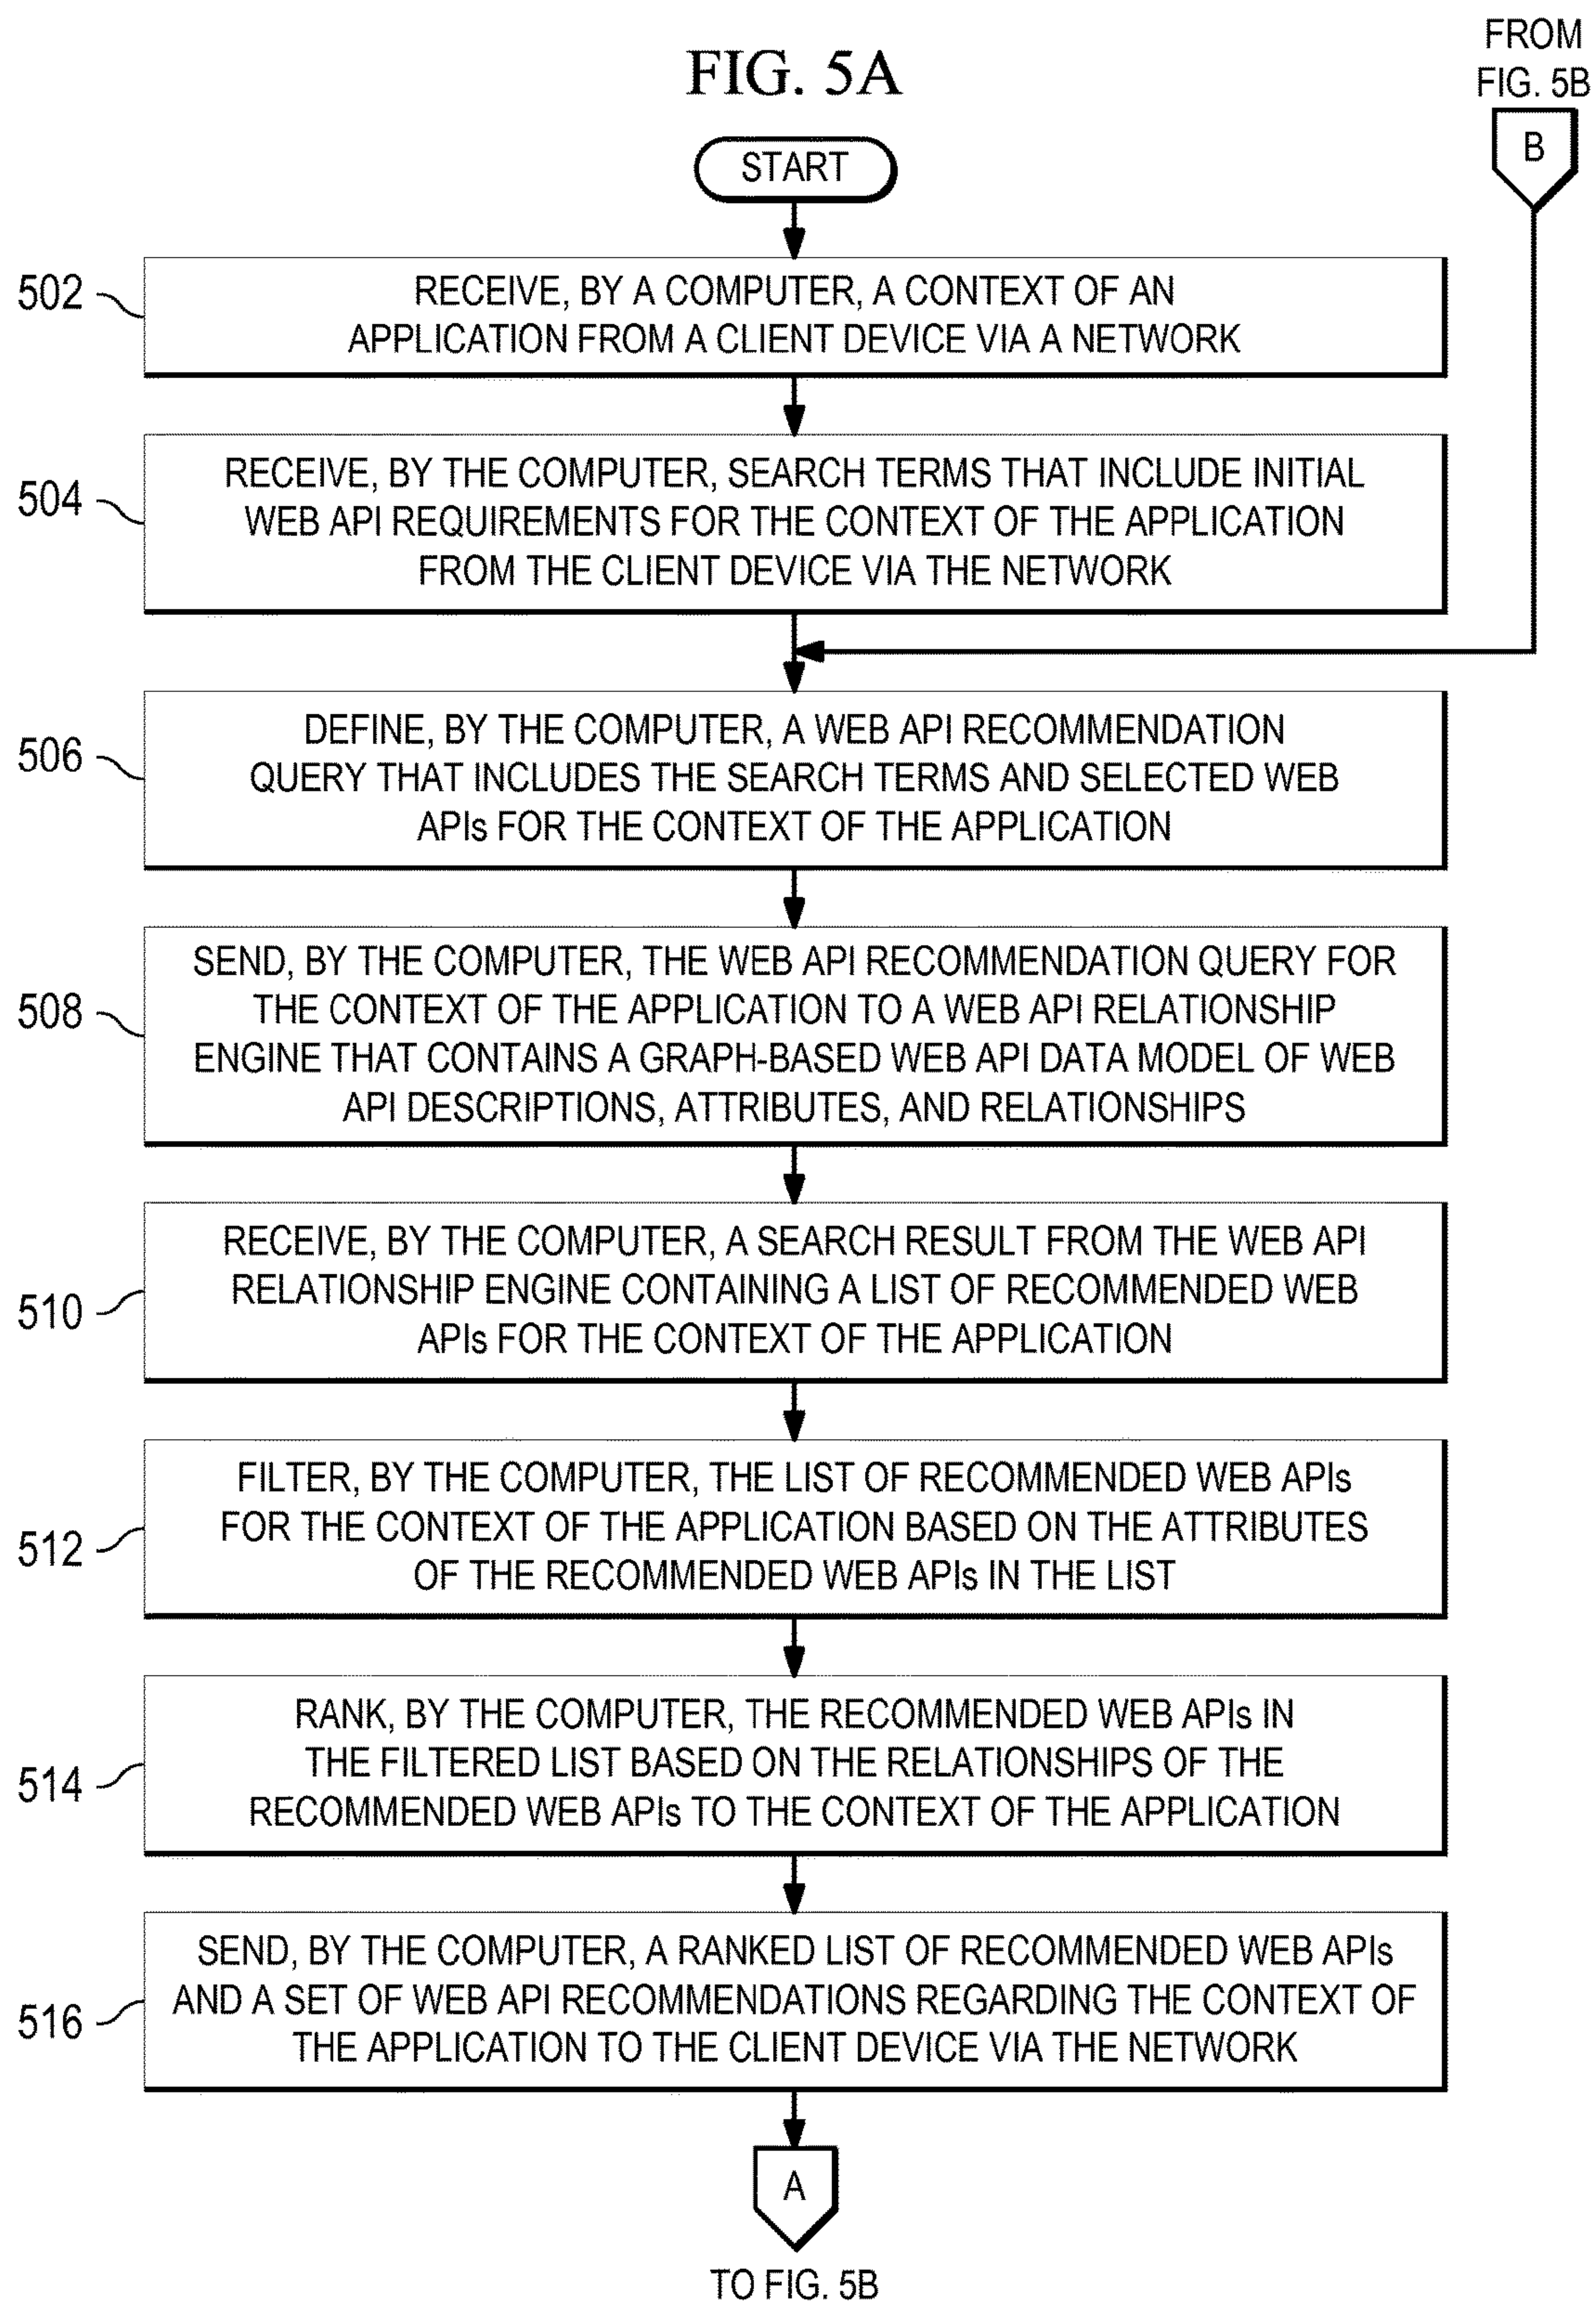 FROM
FIG. 5B
FIG. 5A
B
START
502
RECEIVE, BY A COMPUTER, A CONTEXT OF AN
APPLICATION FROM A CLIENT DEVICE VIA A NETWORK
504
RECEIVE, BY THE COMPUTER, SEARCH TERMS THAT INCLUDE INITIAL
WEB API REQUIREMENTS FOR THE CONTEXT OF THE APPLICATION
FROM THE CLIENT DEVICE VIA THE NETWORK
506
DEFINE, BY THE COMPUTER, A WEB API RECOMMENDATION
QUERY THAT INCLUDES THE SEARCH TERMS AND SELECTED WEB
APIs FOR THE CONTEXT OF THE APPLICATION
508
SEND, BY THE COMPUTER, THE WEB API RECOMMENDATION QUERY FOR
THE CONTEXT OF THE APPLICATION TO A WEB API RELATIONSHIP
ENGINE THAT CONTAINS A GRAPH-BASED WEB API DATA MODEL OF WEB
API DESCRIPTIONS, ATTRIBUTES, AND RELATIONSHIPS
510
RECEIVE, BY THE COMPUTER, A SEARCH RESULT FROM THE WEB API
RELATIONSHIP ENGINE CONTAINING A LIST OF RECOMMENDED WEB
APIs FOR THE CONTEXT OF THE APPLICATION
512
FILTER, BY THE COMPUTER, THE LIST OF RECOMMENDED WEB APIs
FOR THE CONTEXT OF THE APPLICATION BASED ON THE ATTRIBUTES
OF THE RECOMMENDED WEB APIs IN THE LIST
514
RANK, BY THE COMPUTER, THE RECOMMENDED WEB APIs IN
THE FILTERED LIST BASED ON THE RELATIONSHIPS OF THE
RECOMMENDED WEB APIs TO THE CONTEXT OF THE APPLICATION
516
SEND, BY THE COMPUTER, A RANKED LIST OF RECOMMENDED WEB APIs
AND A SET OF WEB API RECOMMENDATIONS REGARDING THE CONTEXT OF
THE APPLICATION TO THE CLIENT DEVICE VIA THE NETWORK
A
TO FIG. 5B